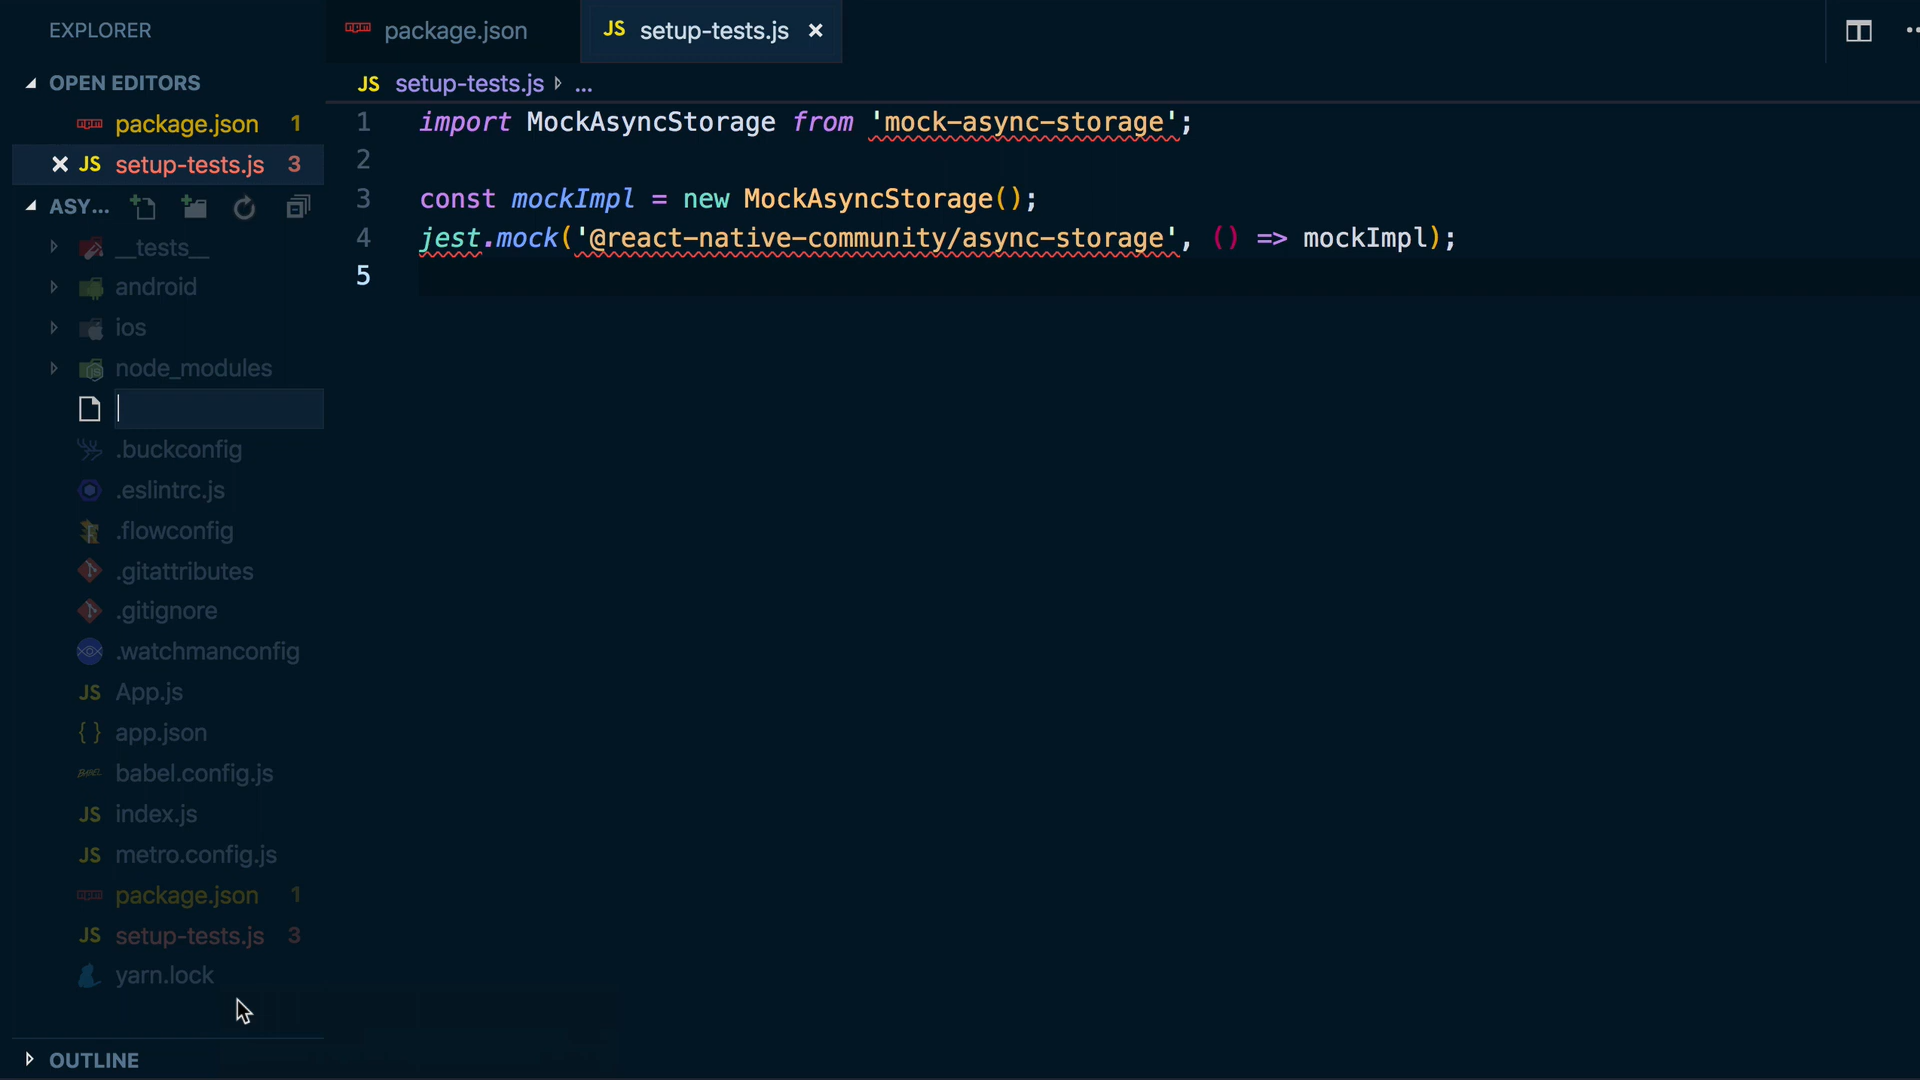 EXPLORER
package.json
JS setup-tests.js
OPEN EDITORS
package.json 1
JS setup-tests.js 3
ASY...
__tests__
android
ios
node_modules
.buckconfig
.eslintrc.js
.flowconfig
.gitattributes
.gitignore
.watchmanconfig
JS App.js
{ } app.json
babel.config.js
JS index.js
JS metro.config.js
package.json 1
JS setup-tests.js 3
yarn.lock
OUTLINE
JS setup-tests.js ...
1 import MockAsyncStorage from 'mock-async-storage';
2
3 const mockImpl = new MockAsyncStorage();
4 jest.mock('@react-native-community/async-storage', () => mockImpl);
5